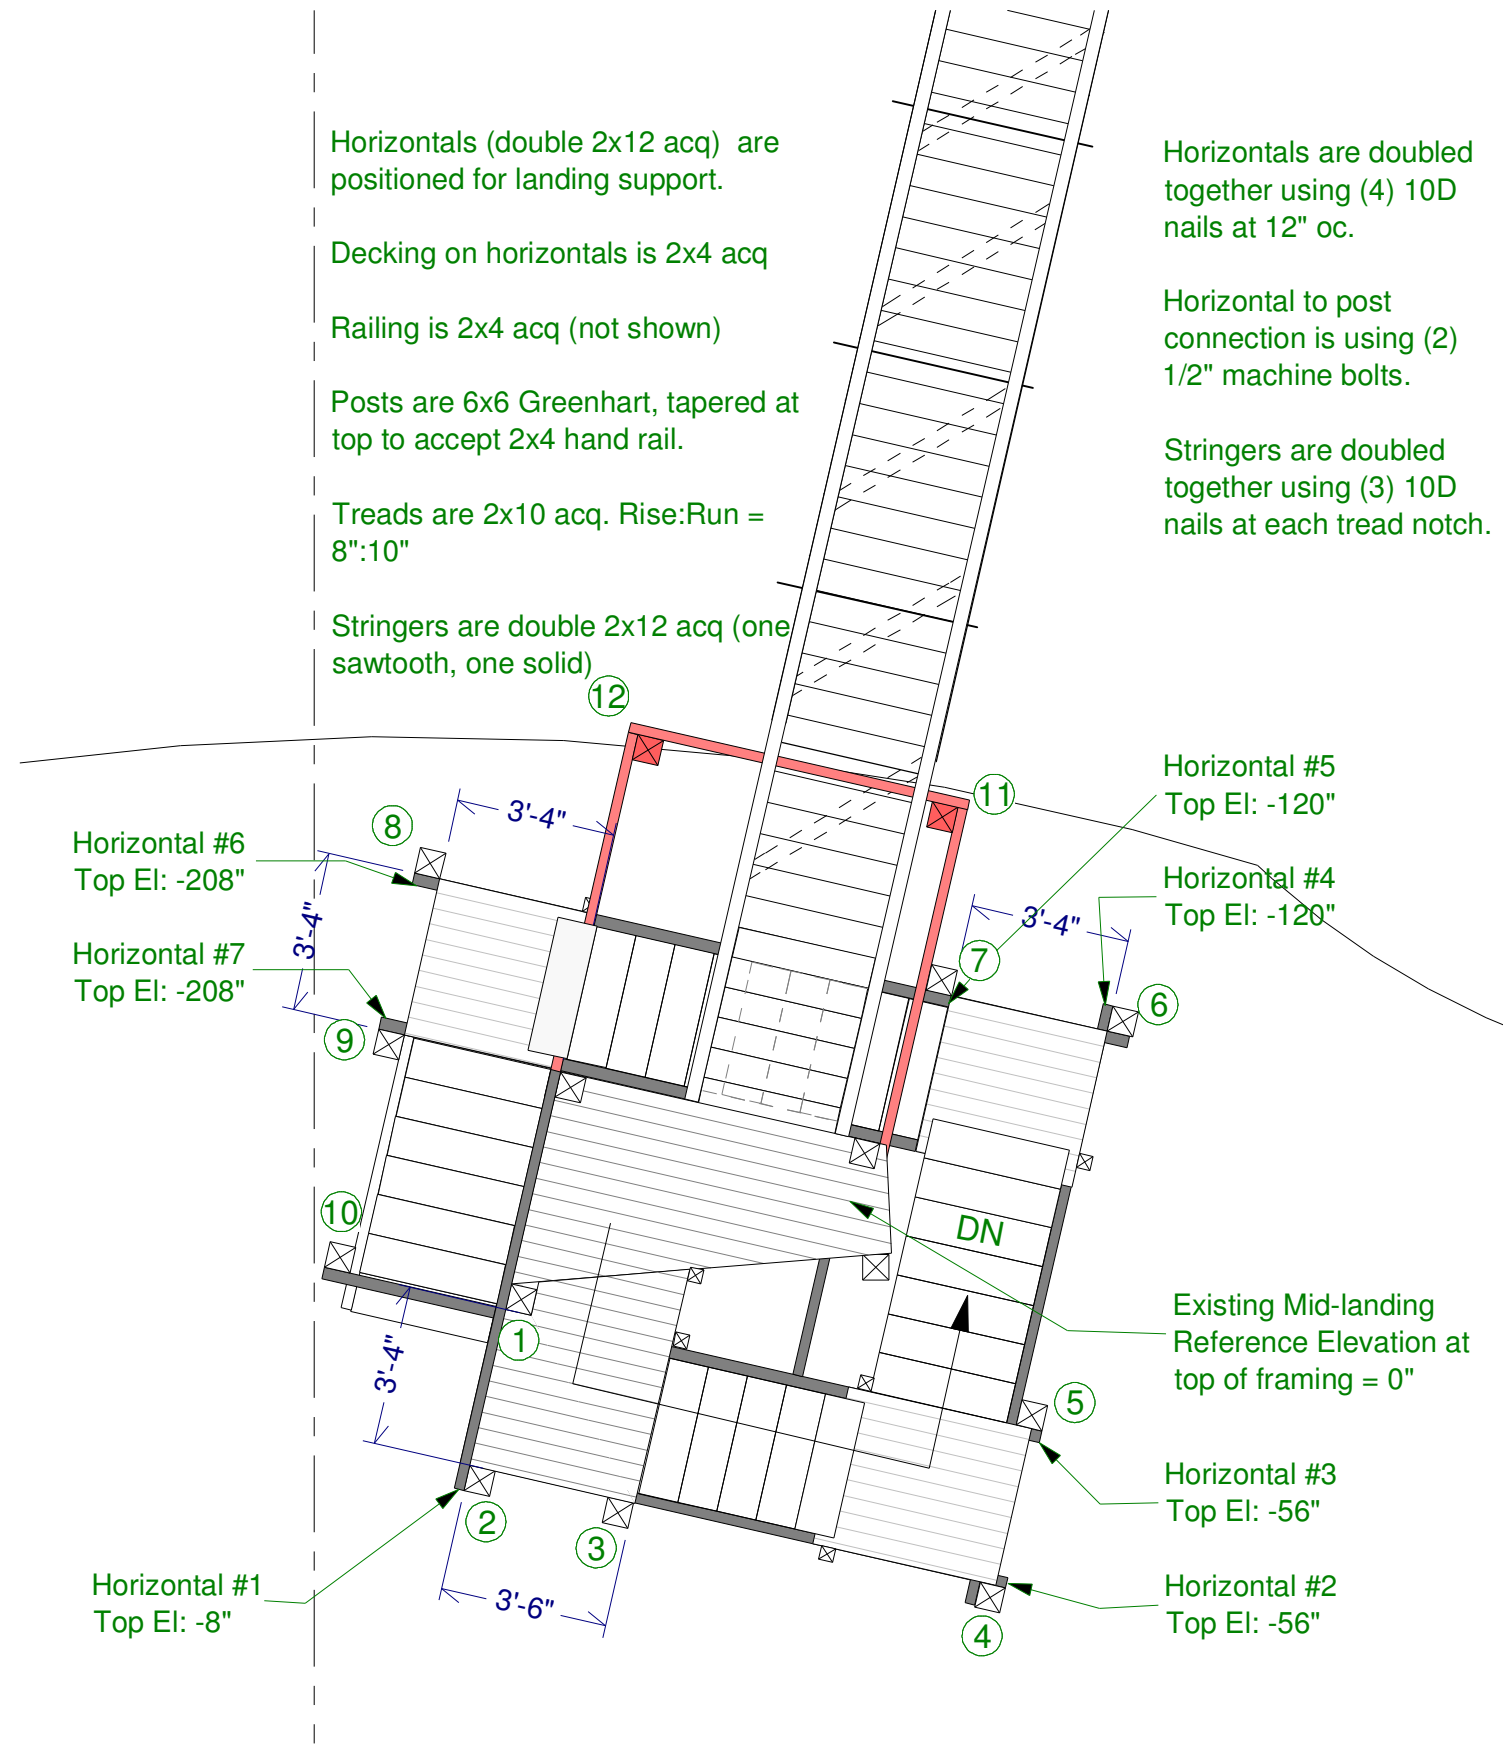 Horizontals (double 2x12 acq)  are
positioned for landing support.
Decking on horizontals is 2x4 acq
Railing is 2x4 acq (not shown)
Posts are 6x6 Greenhart, tapered at
top to accept 2x4 hand rail.
Treads are 2x10 acq. Rise:Run =
8":10"
Stringers are double 2x12 acq (one
sawtooth, one solid)
Horizontals are doubled
together using (4) 10D
nails at 12" oc.
Horizontal to post
connection is using (2)
1/2" machine bolts.
Stringers are doubled
together using (3) 10D
nails at each tread notch.
12
11
Horizontal #5
Top El: -120"
8
3'-4"
Horizontal #6
Top El: -208"
Horizontal #4
Top El: -120"
3'-4"
3'-4"
Horizontal #7
Top El: -208"
7
6
9
10
DN
Existing Mid-landing
Reference Elevation at
top of framing = 0"
1
3'-4"
5
Horizontal #3
Top El: -56"
2
3
3'-6"
4
Horizontal #1
Top El: -8"
Horizontal #2
Top El: -56"